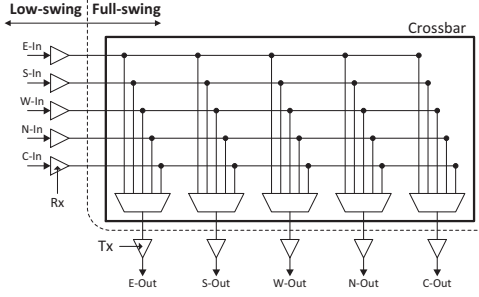 Low-swing Full-swing
Crossbar
E-In
S-In
W-In
N-In
C-In
Rx
Tx
E-Out S-Out W-Out N-Out C-Out